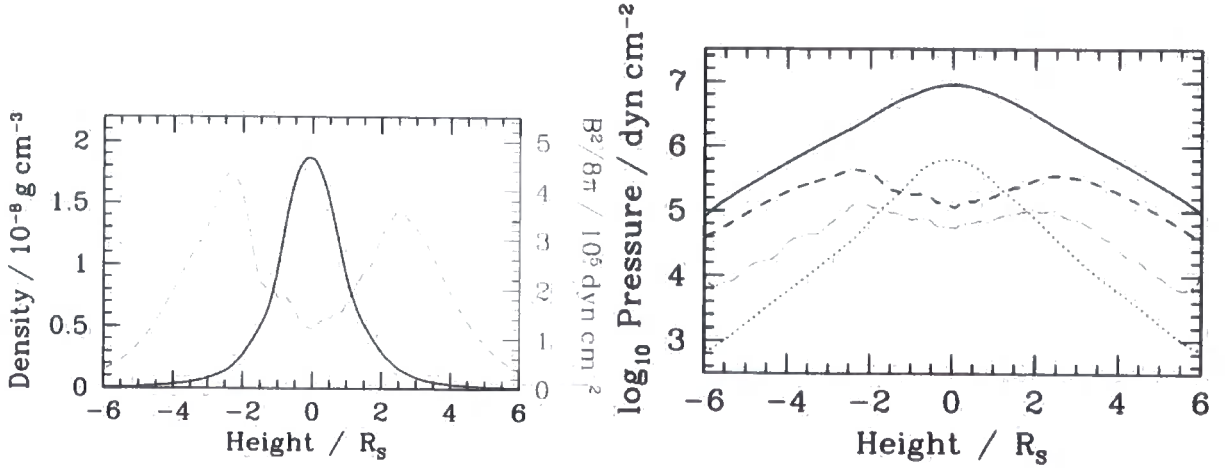 Density / 10⁻⁸ g cm⁻³
2
1.5
1
0.5
0
−6 −4 −2 0 2 4 6
Height / R_s
5
4
3
2
1
0
B²/8π / 10⁵ dyn cm⁻²
log₁₀ Pressure / dyn cm⁻²
7
6
5
4
3
−6 −4 −2 0 2 4 6
Height / R_s